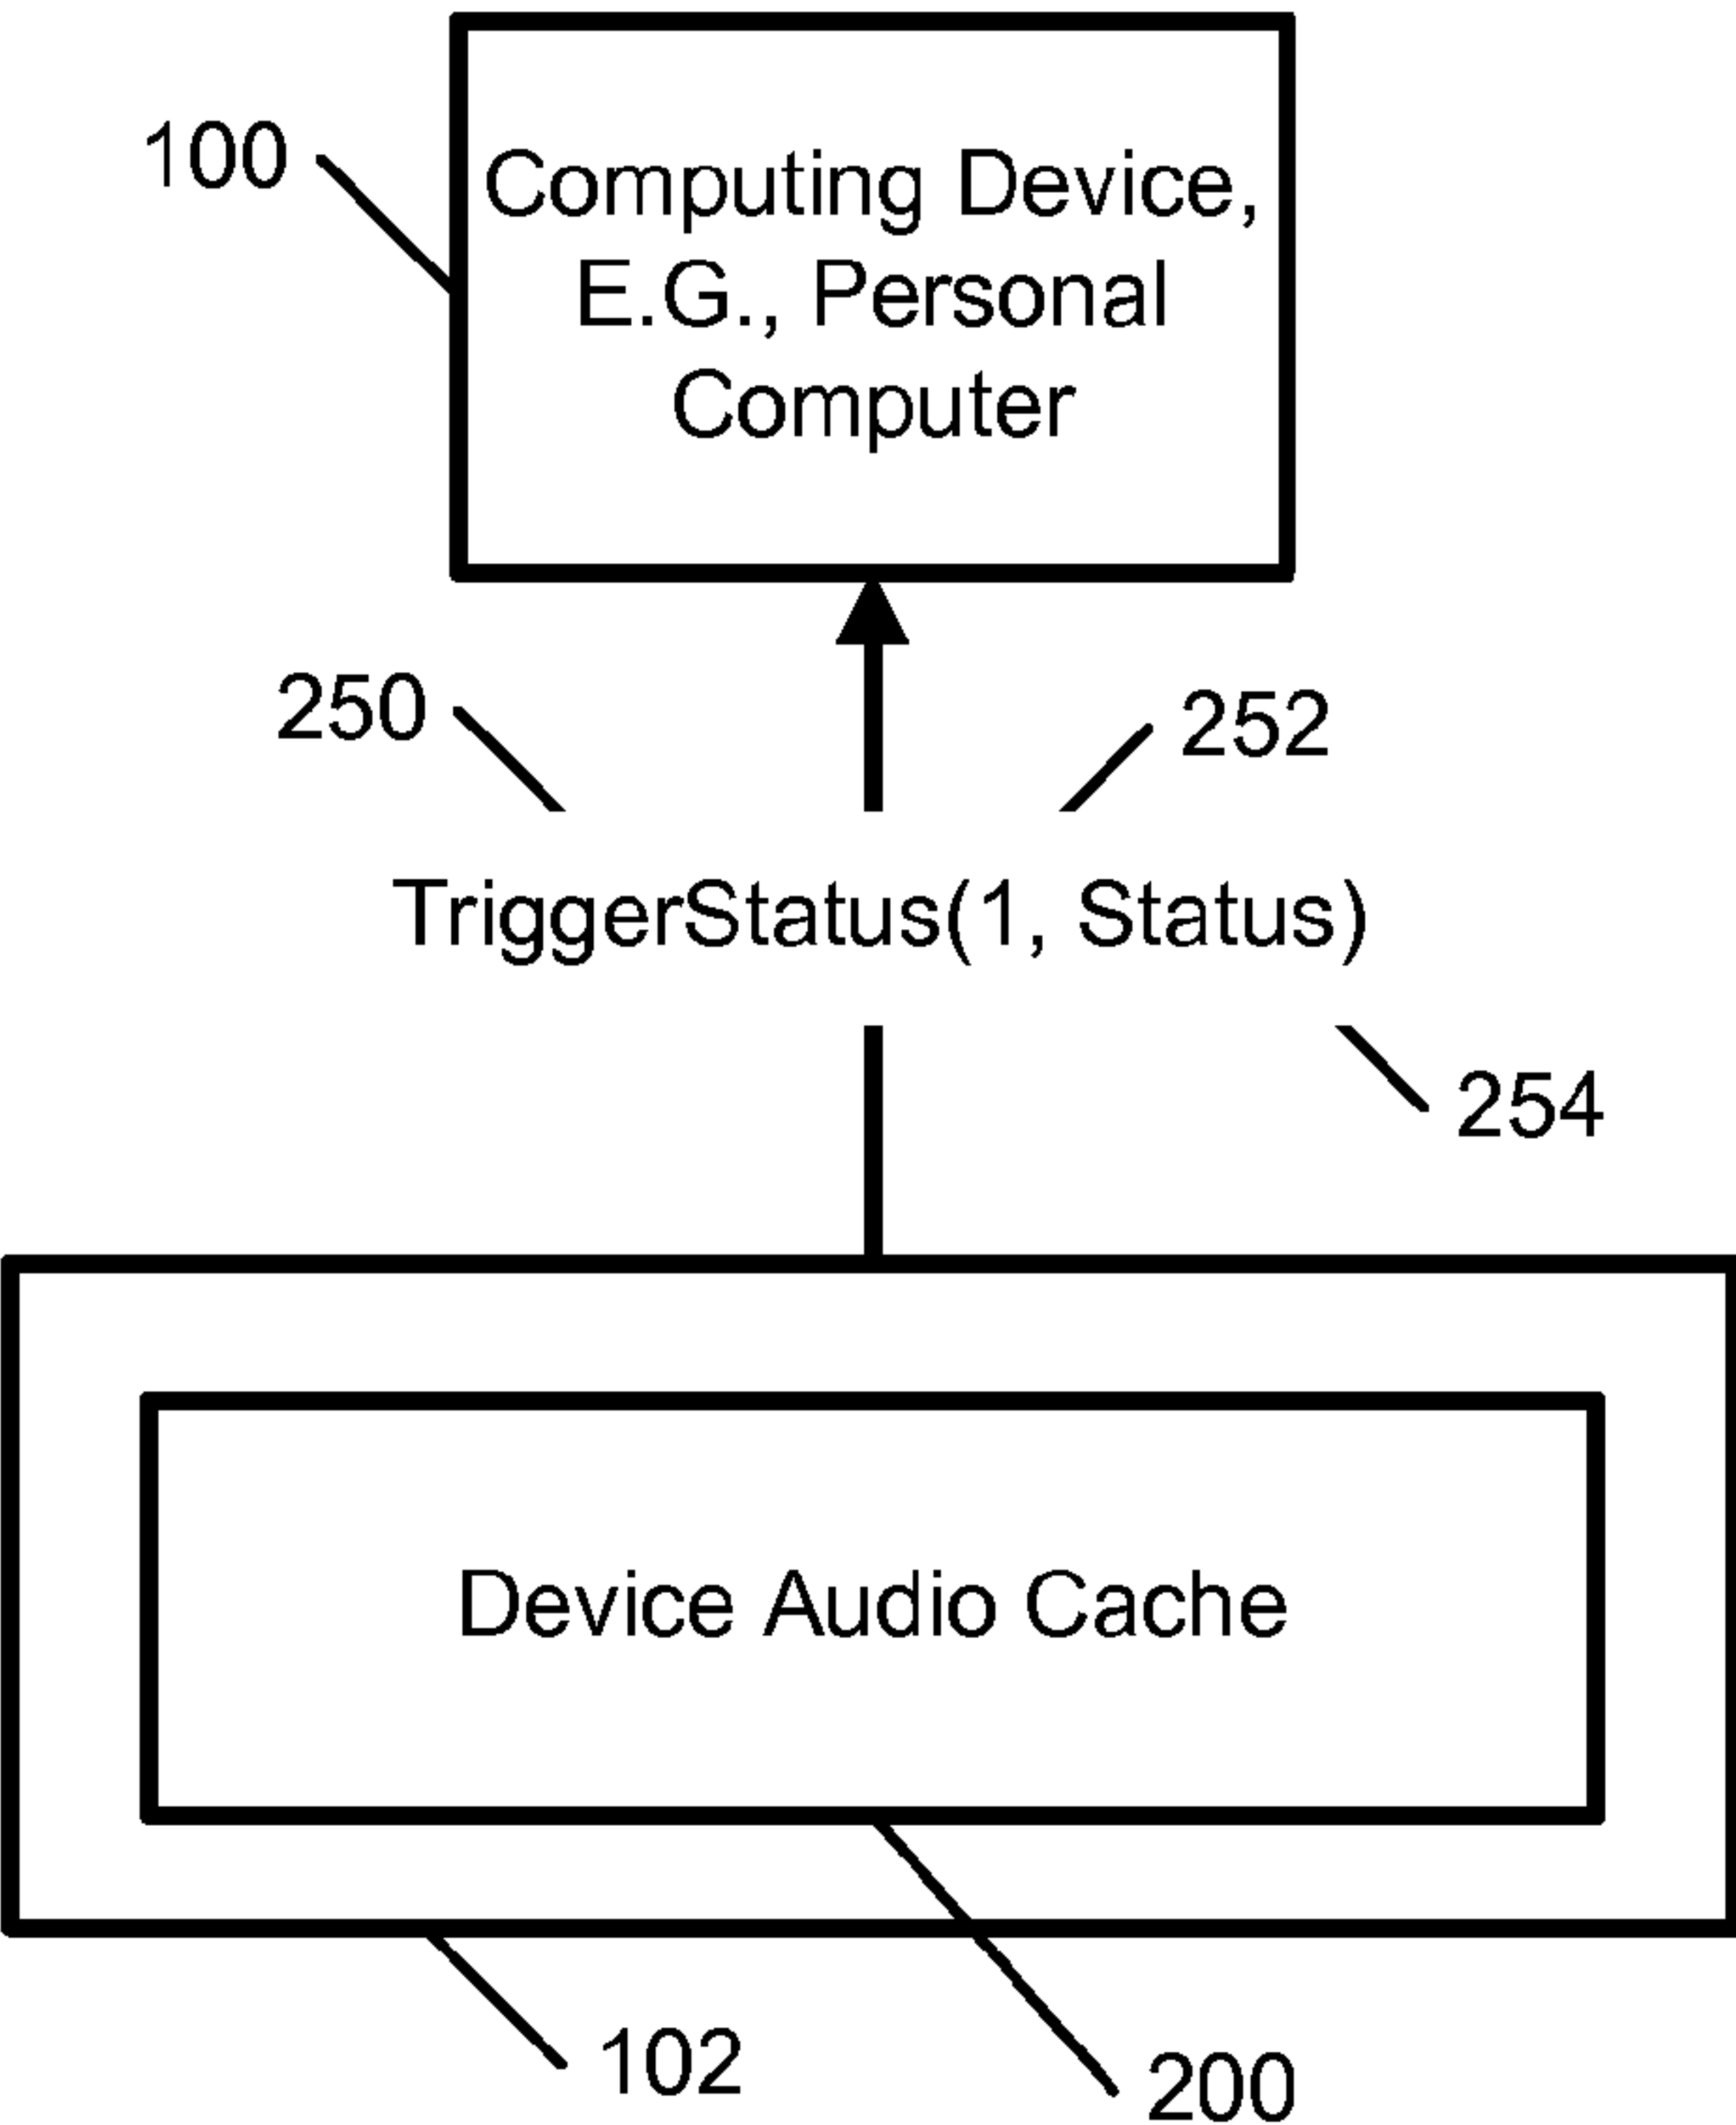 100
Computing Device,
E.G., Personal
Computer
250
252
TriggerStatus(1, Status)
254
Device Audio Cache
102
200